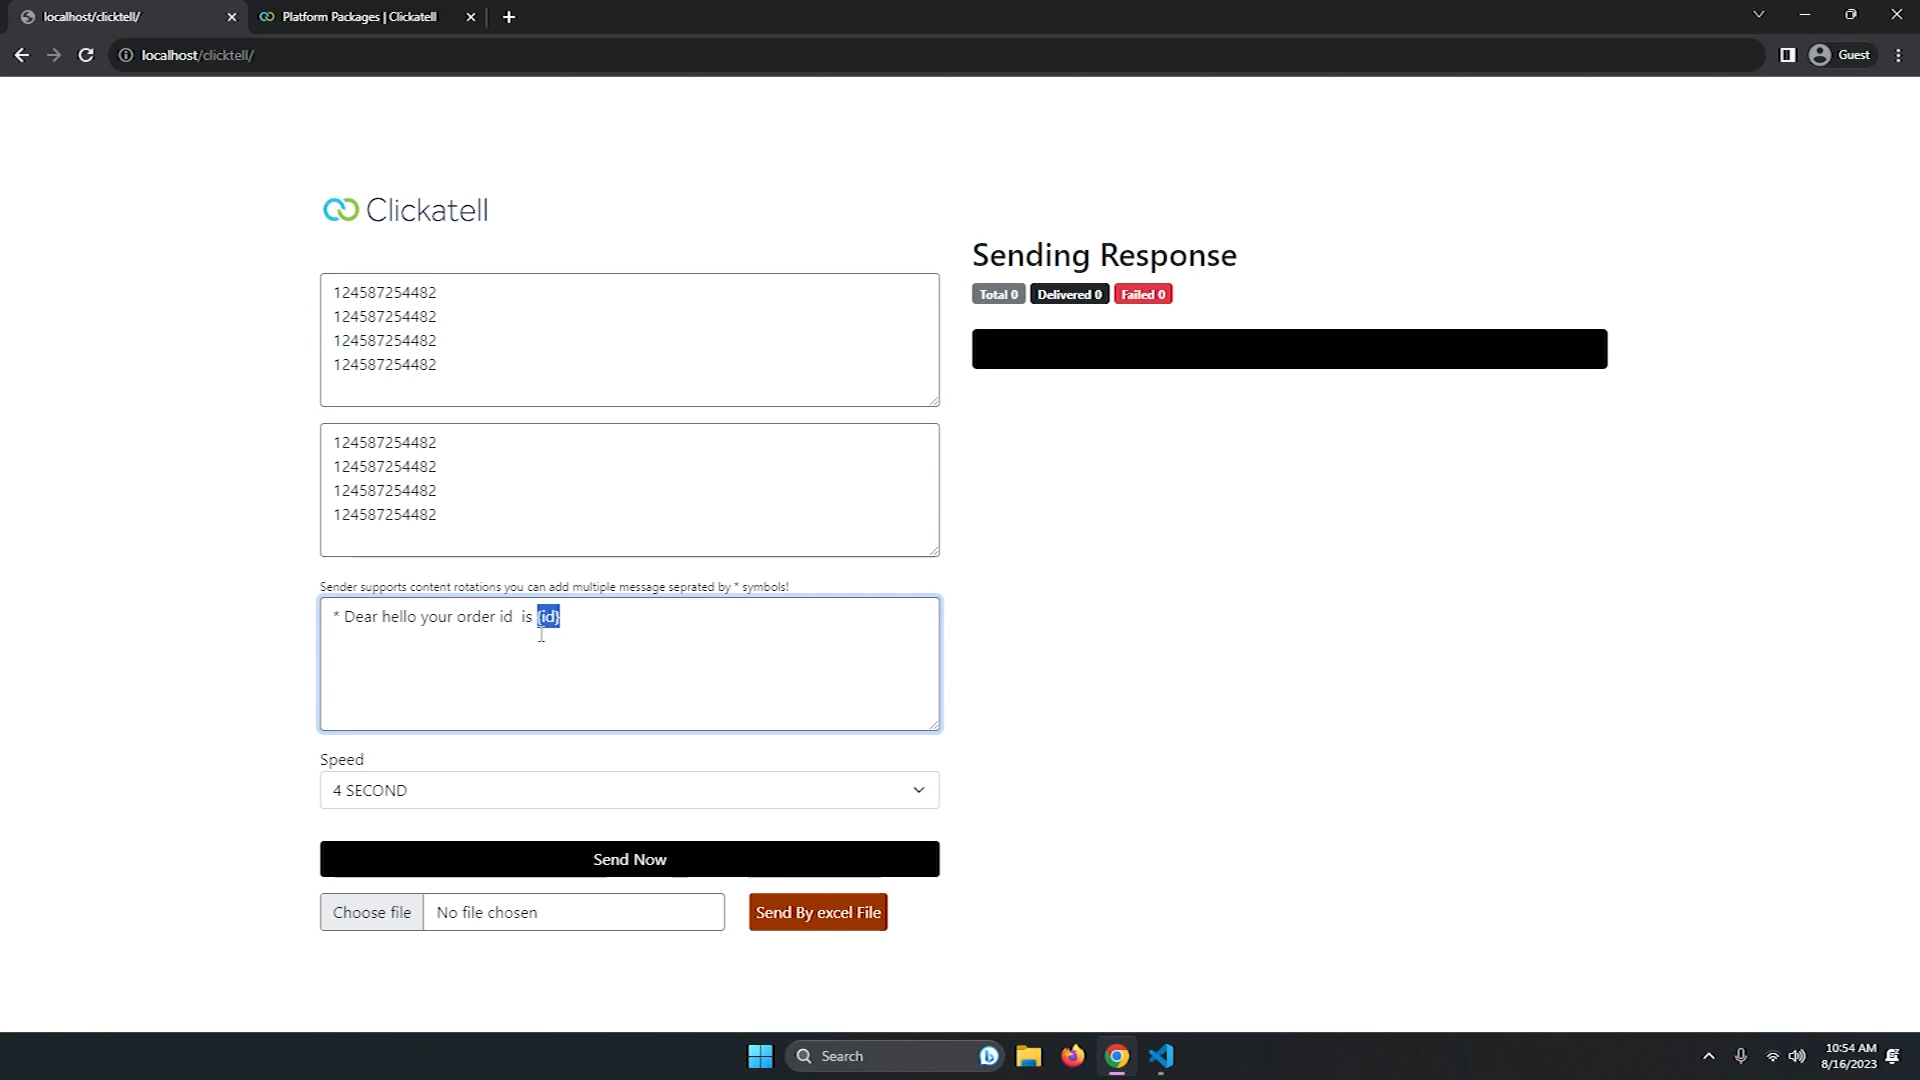 localhost/clicktell/
Platform Packages | Clickatell
localhost/clicktell/
Guest
Clickatell
124587254482
124587254482
124587254482
124587254482
124587254482
124587254482
124587254482
124587254482
Sender supports content rotations you can add multiple message seprated by * symbols!
* Dear hello your order id  is {id}
Speed
4 SECOND
Send Now
Choose file
No file chosen
Send By excel File
Sending Response
Total 0
Delivered 0
Failed 0
Search
10:54 AM
8/16/2023